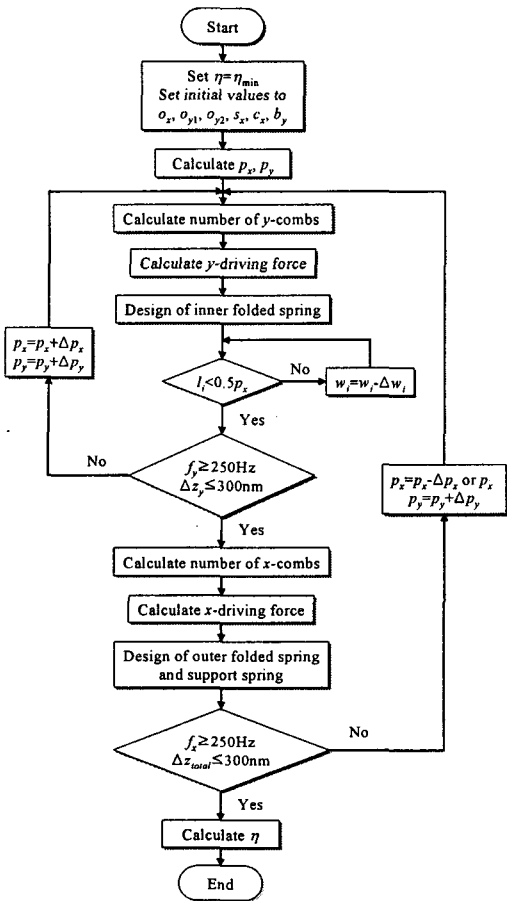 Start
Set η=η_min
Set initial values to
o_x, o_y1, o_y2, s_x, c_x, b_y
Calculate p_x, p_y
Calculate number of y-combs
Calculate y-driving force
Design of inner folded spring
p_x=p_x+Δp_x
p_y=p_y+Δp_y
l_i<0.5p_x
No
w_i=w_i-Δw_i
Yes
No
f_y≥250Hz
Δz_y≤300nm
p_x=p_x-Δp_x or p_x
p_y=p_y+Δp_y
Yes
Calculate number of x-combs
Calculate x-driving force
Design of outer folded spring
and support spring
No
f_x≥250Hz
Δz_total≤300nm
Yes
Calculate η
End